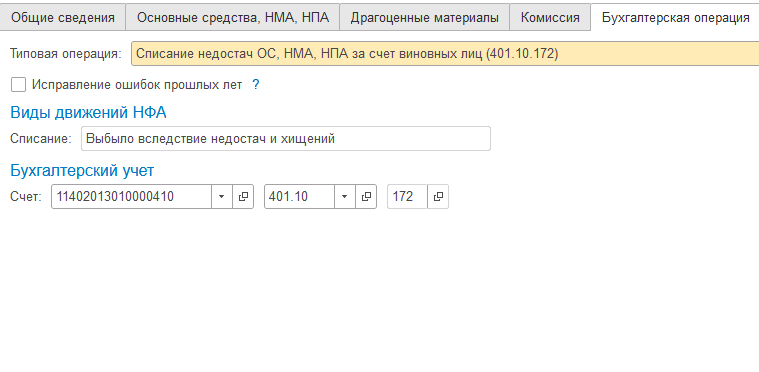 Общие сведения Основные средства, НМА, НПА Драгоценные материалы Комиссия Бухгалтерская операция
Типовая операция: Списание недостач ОС, НМА, НПА за счет виновных лиц (401.10.172)
Исправление ошибок прошлых лет ?
Виды движений НФА
Списание: Выбыло вследствие недостач и хищений
Бухгалтерский учет
Счет: 11402013010000410 401.10 172